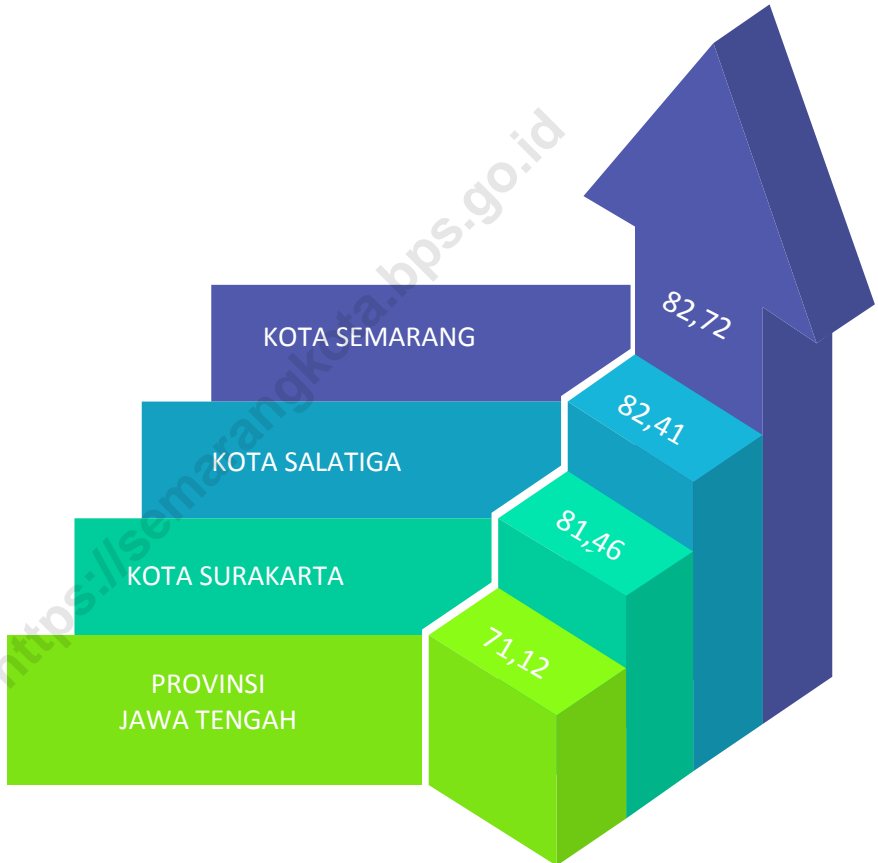 KOTA SEMARANG
82,72
KOTA SALATIGA
82,41
KOTA SURAKARTA
81,46
PROVINSI
JAWA TENGAH
71,12
https://semarangkota.bps.go.id